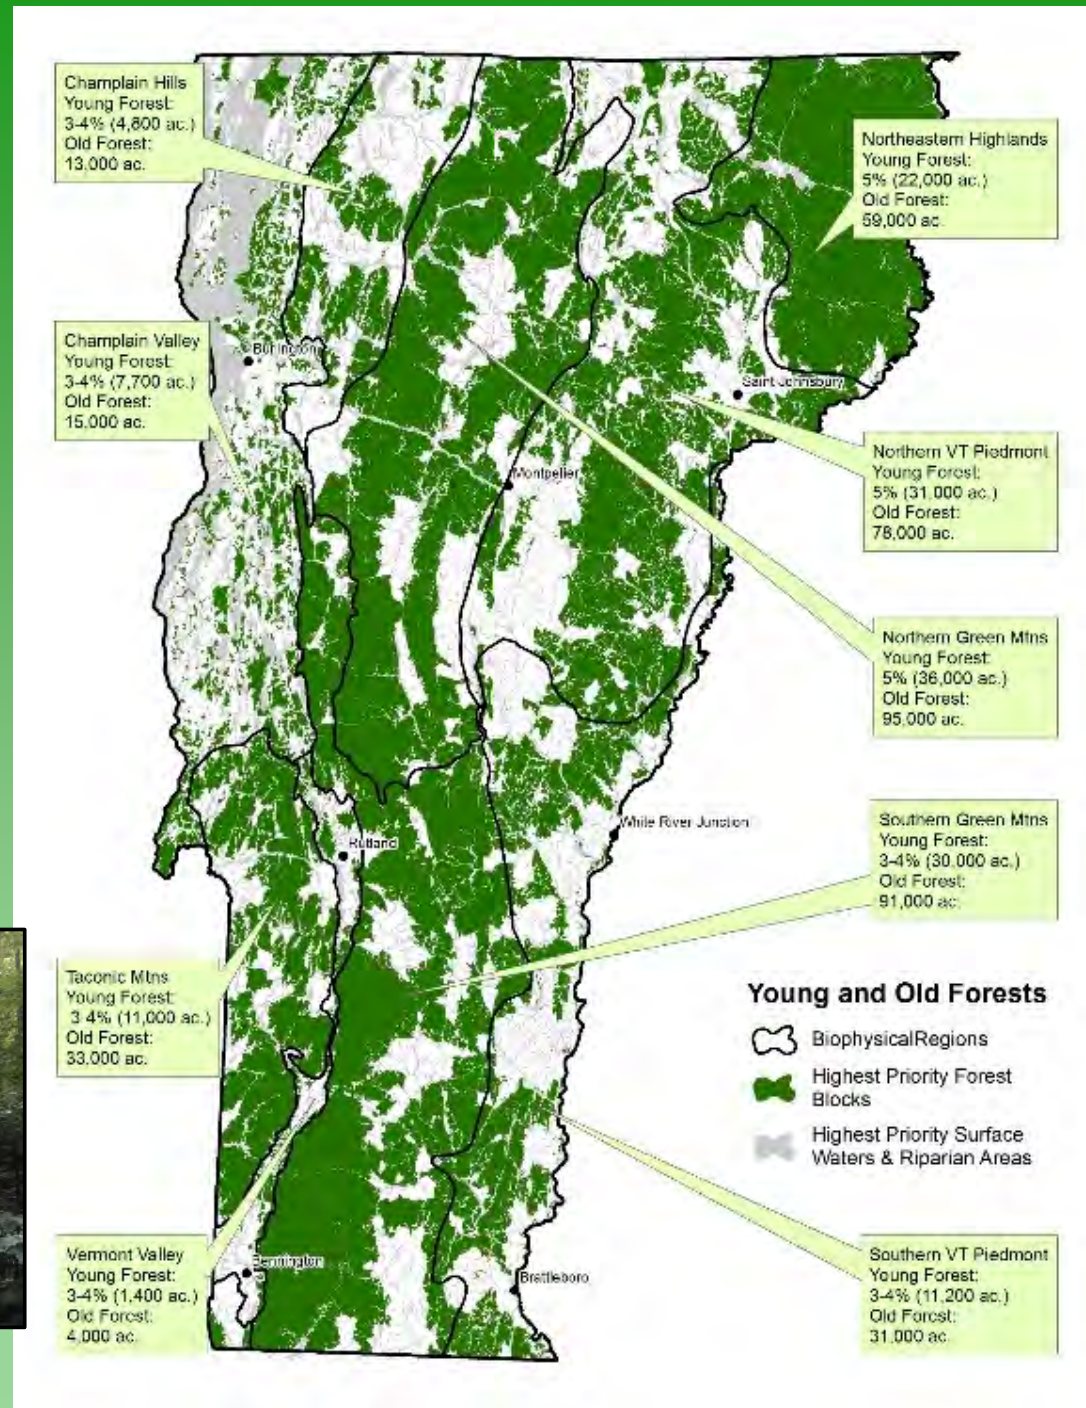 Champlain Hills
Young Forest:
3-4% (4,800 ac.)
Old Forest:
13,000 ac.
Northeastern Highlands
Young Forest:
5% (22,000 ac.)
Old Forest:
59,000 ac.
Champlain Valley
Young Forest:
3-4% (7,700 ac.)
Old Forest:
15,000 ac.
Burlington
Saint Johnsbury
Northern VT Piedmont
Young Forest:
5% (31,000 ac.)
Old Forest:
78,000 ac.
Montpelier
Northern Green Mtns
Young Forest:
5% (36,000 ac.)
Old Forest:
95,000 ac.
Southern Green Mtns
Young Forest:
3-4% (30,000 ac.)
Old Forest:
91,000 ac.
White River Junction
Rutland
Taconic Mtns
Young Forest:
3-4% (11,000 ac.)
Old Forest:
33,000 ac.
Young and Old Forests
BiophysicalRegions
Highest Priority Forest
Blocks
Highest Priority Surface
Waters & Riparian Areas
Vermont Valley
Young Forest:
3-4% (1,400 ac.)
Old Forest:
4,000 ac.
Bennington
Brattleboro
Southern VT Piedmont
Young Forest:
3-4% (11,200 ac.)
Old Forest:
31,000 ac.